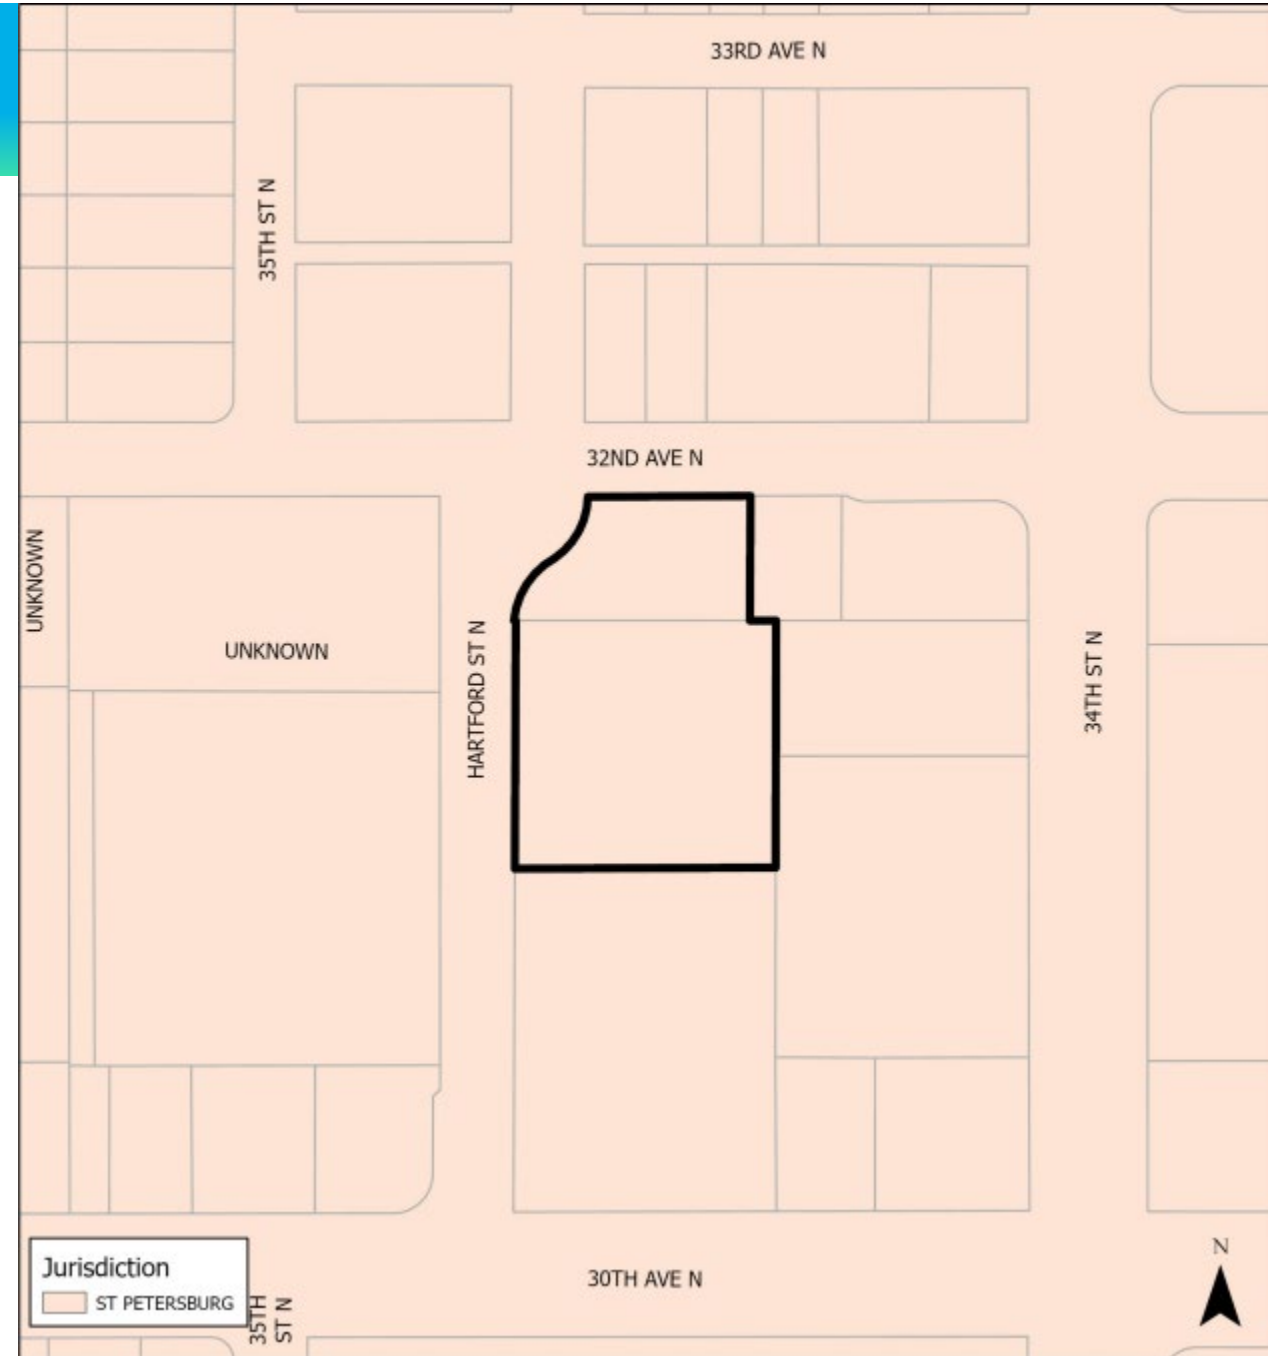 33RD AVE N
35TH ST N
32ND AVE N
UNKNOWN
UNKNOWN
HARTFORD ST N
34TH ST N
Jurisdiction
ST PETERSBURG
35TH
ST N
30TH AVE N
N